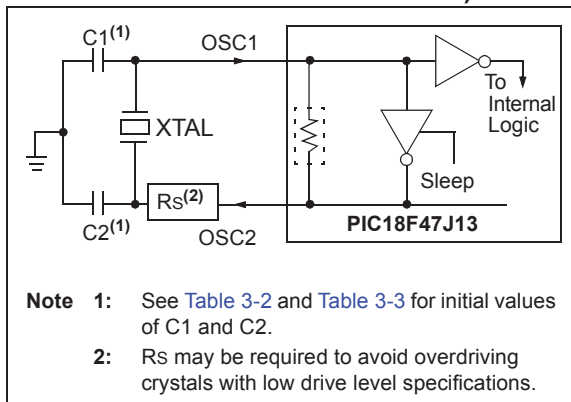 C1(1)
OSC1
To
Internal
Logic
XTAL
Sleep
RS(2)
C2(1)
OSC2
PIC18F47J13
Note 1: See Table 3-2 and Table 3-3 for initial values
of C1 and C2.
2: RS may be required to avoid overdriving
crystals with low drive level specifications.